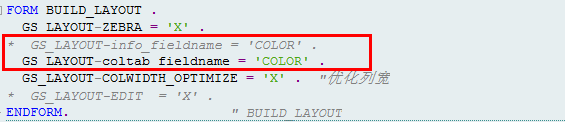 FORM BUILD_LAYOUT .
GS_LAYOUT-ZEBRA = 'X' .
* GS_LAYOUT-info_fieldname = 'COLOR' .
GS_LAYOUT-coltab_fieldname = 'COLOR' .
GS_LAYOUT-COLWIDTH_OPTIMIZE = 'X' . "优化列宽
* GS_LAYOUT-EDIT = 'X' .
ENDFORM. " BUILD_LAYOUT